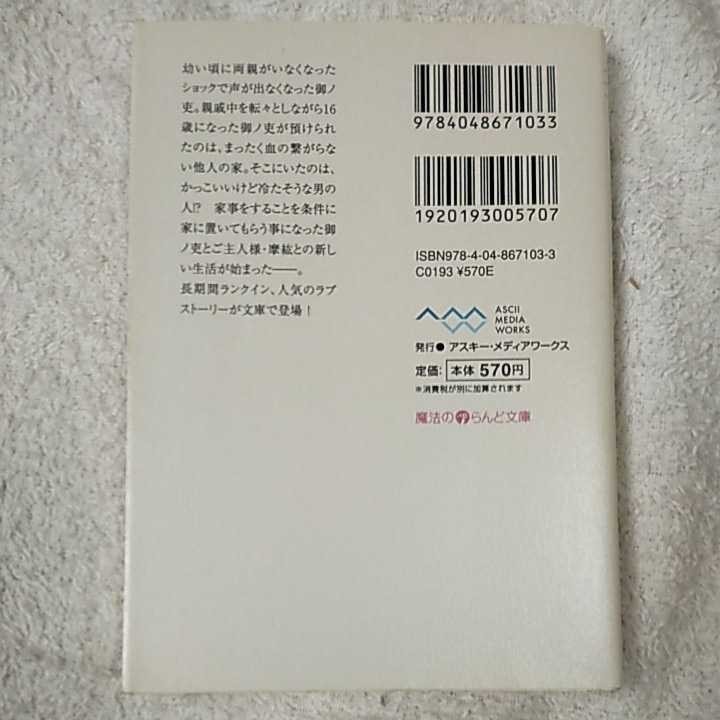 幼い頃に両親がいなくなった
ショックで声が出なくなった御ノ
吏。親戚中を転々としながら16
歳になった御ノ吏が預けられ
たのは、まったく血の繋がらな
い他人の家。そこにいたのは、
かっこいいけど冷たそうな男の
人!? 家事をすることを条件に
家に置いてもらう事になった御
ノ吏とご主人様・摩紘との新し
い生活が始まった――。
長期間ランクイン、人気のラブ
ストーリーが文庫で登場！
9784048671033
1920193005707
ISBN978-4-04-867103-3
C0193 ¥570E
ASCII
MEDIA
WORKS
発行●アスキー・メディアワークス
定価：本体570円
※消費税が別に加算されます
魔法のiらんど文庫